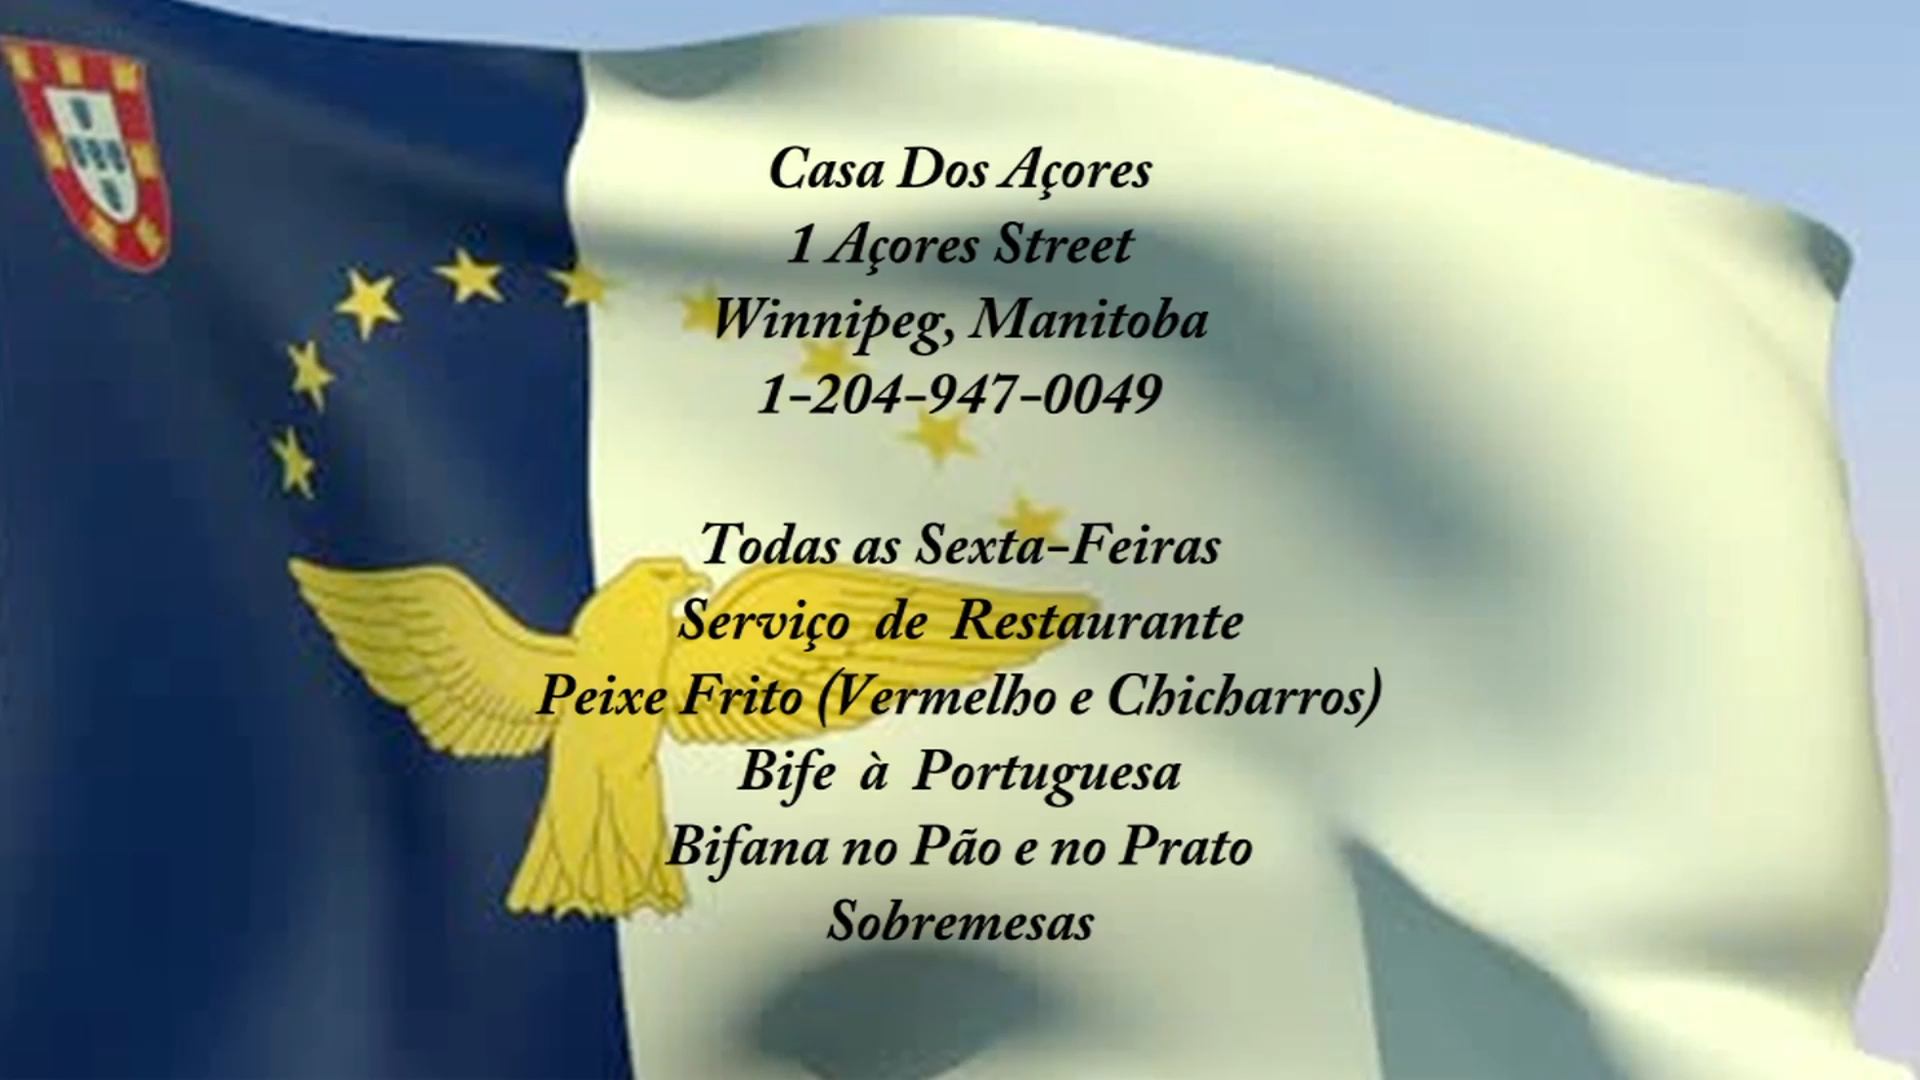 Casa Dos Açores
1 Açores Street
Winnipeg, Manitoba
1-204-947-0049
Todas as Sexta-Feiras
Serviço de Restaurante
Peixe Frito (Vermelho e Chicharros)
Bife à Portuguesa
Bifana no Pão e no Prato
Sobremesas